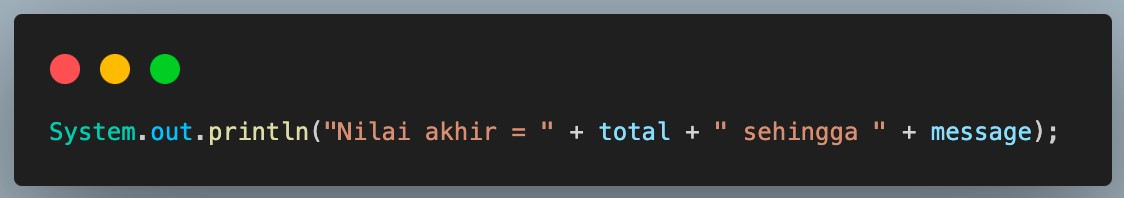 System.out.println("Nilai akhir = " + total + " sehingga " + message);